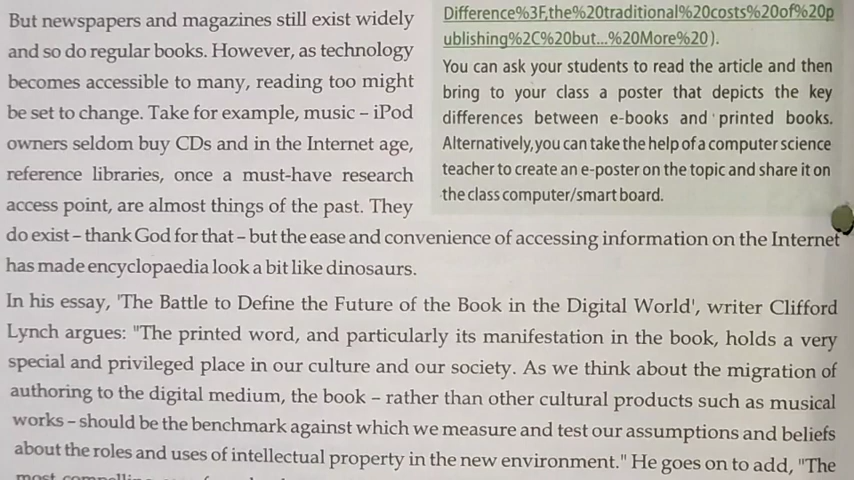 But newspapers and magazines still exist widely
and so do regular books. However, as technology
becomes accessible to many, reading too might
be set to change. Take for example, music – iPod
owners seldom buy CDs and in the Internet age,
reference libraries, once a must-have research
access point, are almost things of the past. They
do exist – thank God for that – but the ease and convenience of accessing information on the Internet
has made encyclopaedia look a bit like dinosaurs.
In his essay, 'The Battle to Define the Future of the Book in the Digital World', writer Clifford
Lynch argues: "The printed word, and particularly its manifestation in the book, holds a very
special and privileged place in our culture and our society. As we think about the migration of
authoring to the digital medium, the book – rather than other cultural products such as musical
works – should be the benchmark against which we measure and test our assumptions and beliefs
about the roles and uses of intellectual property in the new environment." He goes on to add, "The
Difference%3F,the%20traditional%20costs%20of%20p
ublishing%2C%20but...%20More%20 ).
You can ask your students to read the article and then
bring to your class a poster that depicts the key
differences between e-books and printed books.
Alternatively,you can take the help of a computer science
teacher to create an e-poster on the topic and share it on
the class computer/smart board.